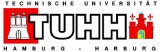 TECHNISCHE UNIVERSITÄT
TUHH
HAMBURG - HARBURG